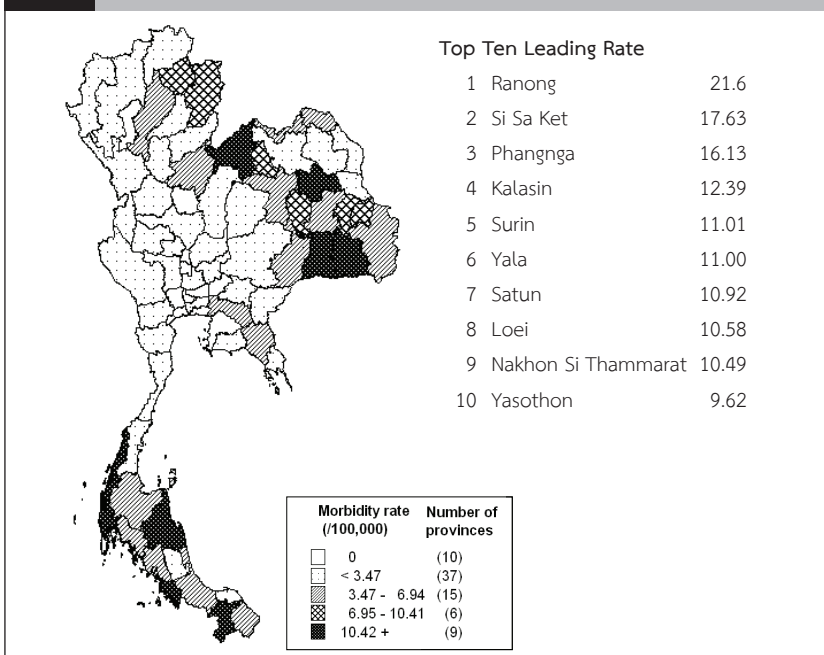 Top Ten Leading Rate
1 Ranong 21.6
2 Si Sa Ket 17.63
3 Phangnga 16.13
4 Kalasin 12.39
5 Surin 11.01
6 Yala 11.00
7 Satun 10.92
8 Loei 10.58
9 Nakhon Si Thammarat 10.49
10 Yasothon 9.62
Morbidity rate Number of
(/100,000) provinces
0 (10)
< 3.47 (37)
3.47 - 6.94 (15)
6.95 - 10.41 (6)
10.42 + (9)